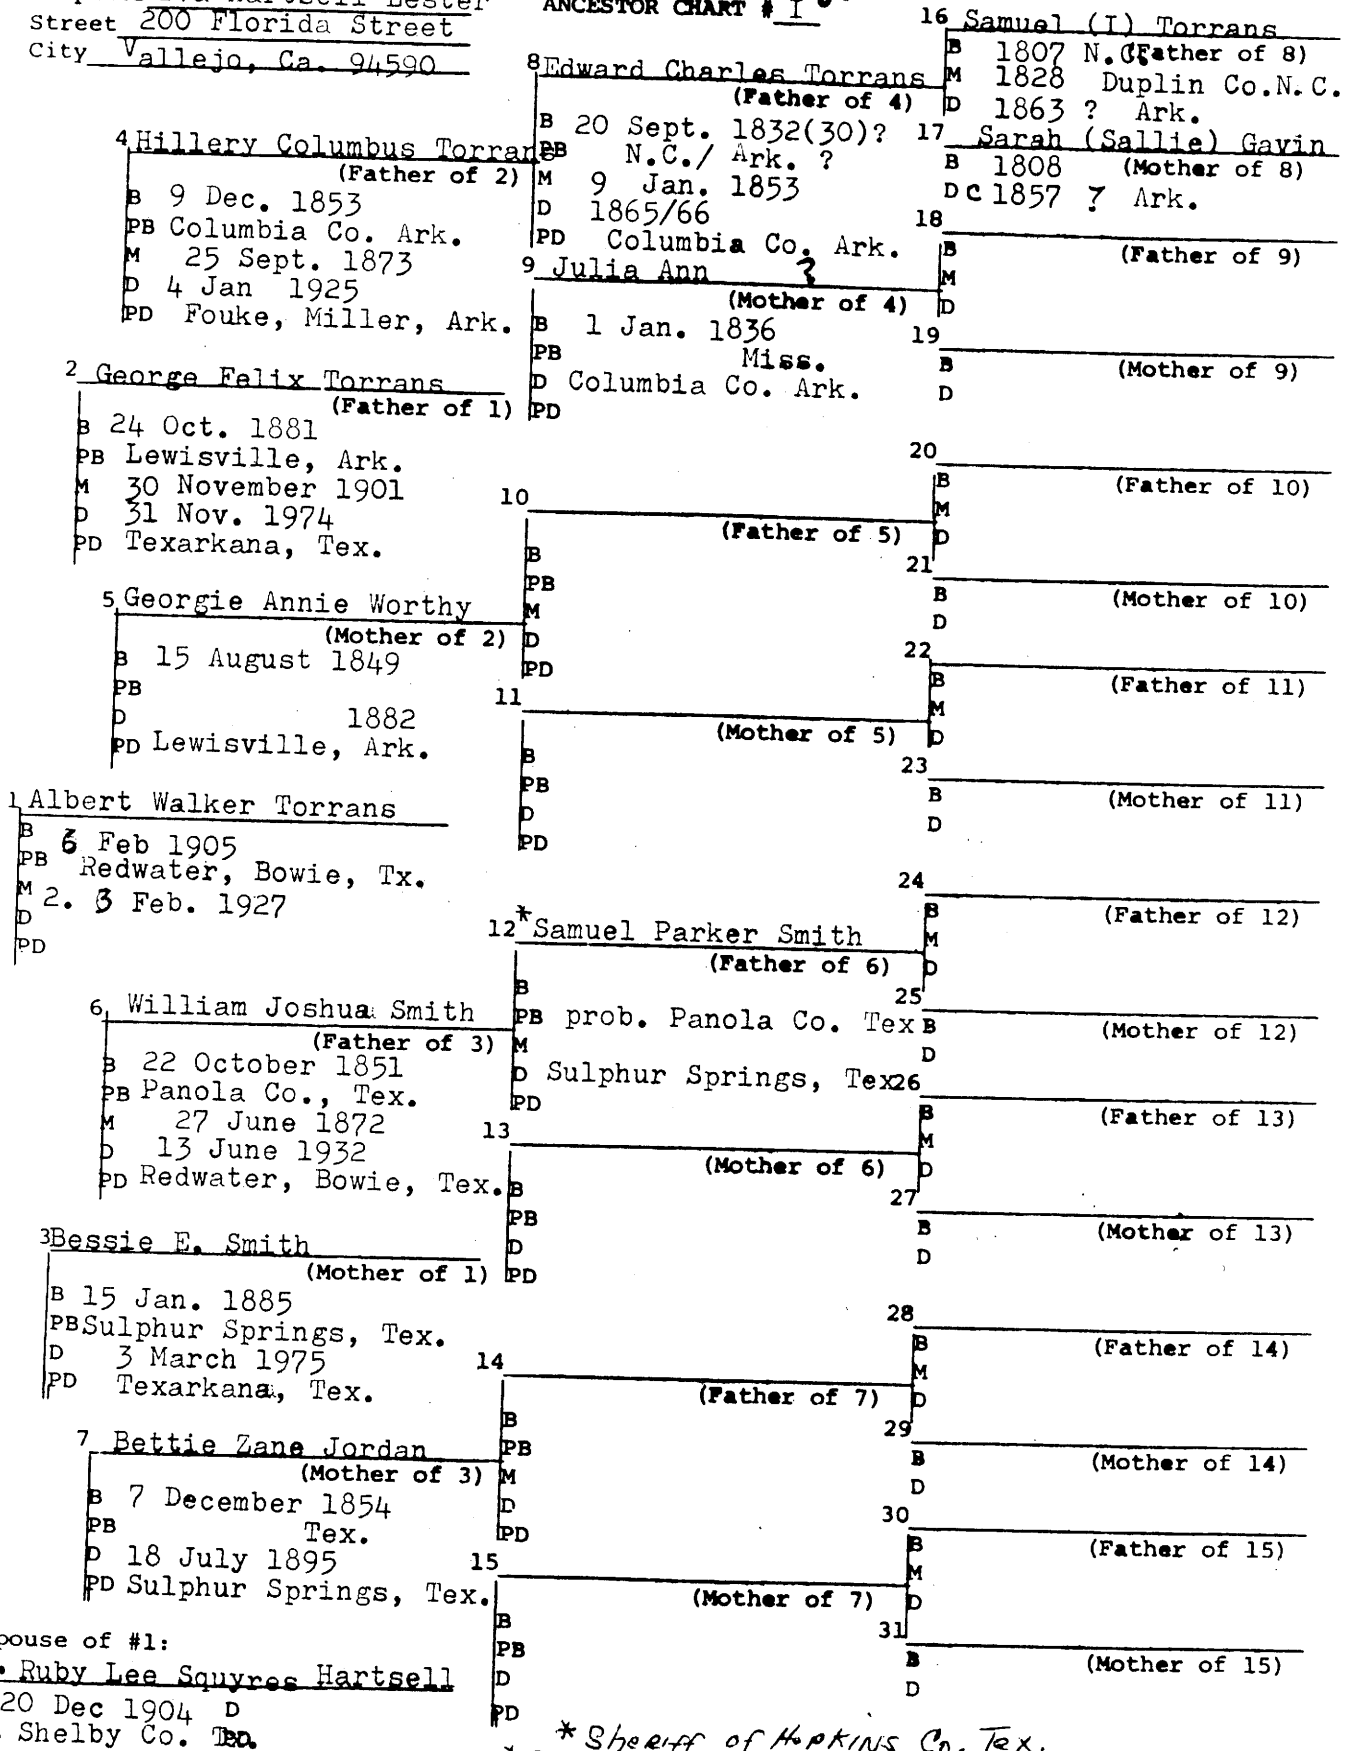 Hartsell Lester
Street 200 Florida Street
City Vallejo, Ca. 94590
ANCESTOR CHART # I
4 Hillery Columbus Torrans
(Father of 2)
B 9 Dec. 1853
PB Columbia Co. Ark.
M 25 Sept. 1873
D 4 Jan 1925
PD Fouke, Miller, Ark.
2 George Felix Torrans
(Father of 1)
B 24 Oct. 1881
PB Lewisville, Ark.
M 30 November 1901
D 31 Nov. 1974
PD Texarkana, Tex.
5 Georgie Annie Worthy
(Mother of 2)
B 15 August 1849
PB
D 1882
PD Lewisville, Ark.
1 Albert Walker Torrans
B 6 Feb 1905
PB Redwater, Bowie, Tx.
M 2. 3 Feb. 1927
D
PD
6 William Joshua Smith
(Father of 3)
B 22 October 1851
PB Panola Co., Tex.
M 27 June 1872
D 13 June 1932
PD Redwater, Bowie, Tex.
3 Bessie E. Smith
(Mother of 1)
B 15 Jan. 1885
PB Sulphur Springs, Tex.
D 3 March 1975
PD Texarkana, Tex.
7 Bettie Zane Jordan
(Mother of 3)
B 7 December 1854
PB Tex.
D 18 July 1895
PD Sulphur Springs, Tex.
pouse of #1:
Ruby Lee Squyres Hartsell
20 Dec 1904 D
Shelby Co.
8 Edward Charles Torrans
(Father of 4)
B 20 Sept. 1832(30)?
PB N.C./ Ark. ?
M 9 Jan. 1853
D 1865/66
PD Columbia Co. Ark.
9 Julia Ann ?
(Mother of 4)
B 1 Jan. 1836
PB Miss.
D Columbia Co. Ark.
PD
10
(Father of 5)
B
PB
M
D
PD
11
(Mother of 5)
B
PB
D
PD
12 * Samuel Parker Smith
(Father of 6)
B
PB prob. Panola Co. Tex
M
D Sulphur Springs, Tex
PD
13
(Mother of 6)
B
PB
D
PD
14
(Father of 7)
B
PB
M
D
PD
15
(Mother of 7)
B
PB
D
PD
* Sheriff of Hopkins Co. Tex.
16 Samuel (I) Torrans
B 1807 N.C. (Father of 8)
M 1828 Duplin Co.N.C.
D 1863 ? Ark.
17 Sarah (Sallie) Gavin
B 1808 (Mother of 8)
D C 1857 ? Ark.
18
B (Father of 9)
M
D
19
B (Mother of 9)
D
20
B (Father of 10)
M
D
21
B (Mother of 10)
D
22
B (Father of 11)
M
D
23
B (Mother of 11)
D
24
B (Father of 12)
M
D
25
B (Mother of 12)
D
26
B (Father of 13)
M
D
27
B (Mother of 13)
D
28
B (Father of 14)
M
D
29
B (Mother of 14)
D
30
B (Father of 15)
M
D
31
B (Mother of 15)
D